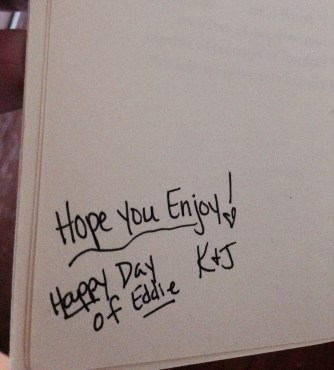 Hope you Enjoy!
Happy Day
of Eddie
K+J